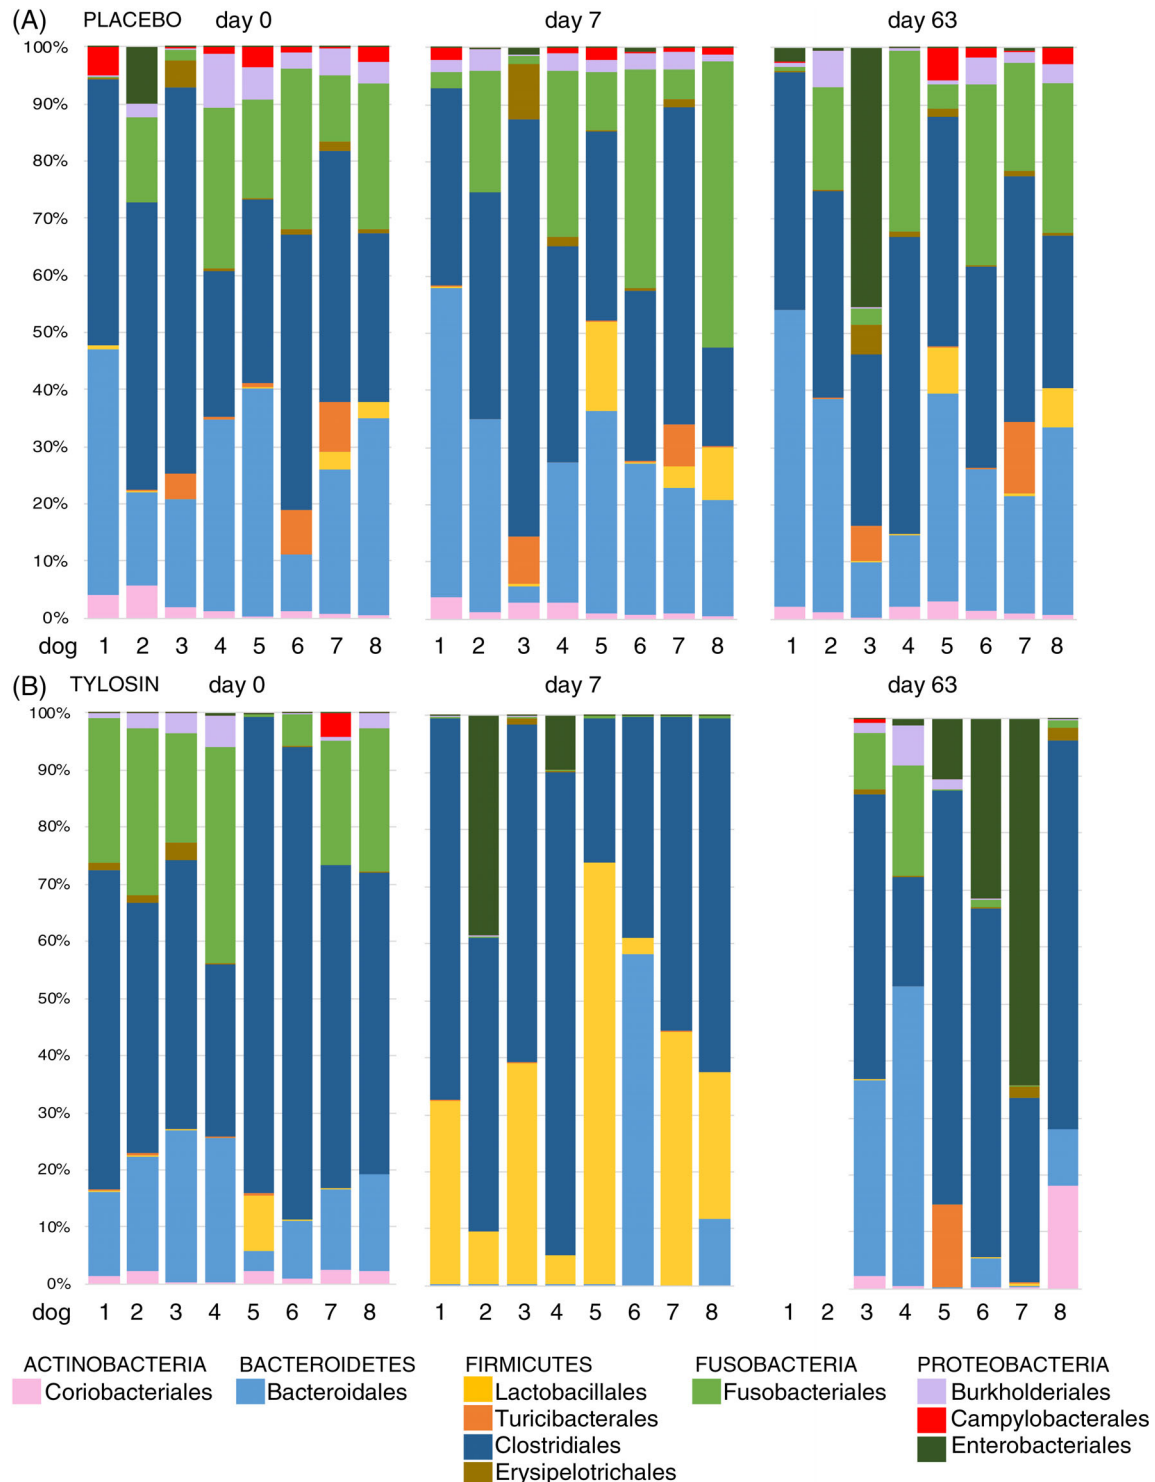 (A) PLACEBO day 0 day 7 day 63
100%
90%
80%
70%
60%
50%
40%
30%
20%
10%
0%
dog 1 2 3 4 5 6 7 8 1 2 3 4 5 6 7 8 1 2 3 4 5 6 7 8
(B) TYLOSIN day 0 day 7 day 63
100%
90%
80%
70%
60%
50%
40%
30%
20%
10%
0%
dog 1 2 3 4 5 6 7 8 1 2 3 4 5 6 7 8 1 2 3 4 5 6 7 8
ACTINOBACTERIA BACTEROIDETES FIRMICUTES FUSOBACTERIA PROTEOBACTERIA
Coriobacteriales Bacteroidales Lactobacillales Fusobacteriales Burkholderiales
Turicibacterales Campylobacterales
Clostridiales Enterobacteriales
Erysipelotrichales